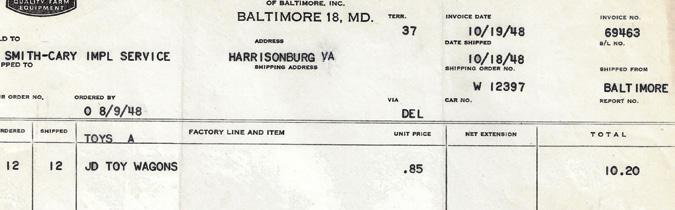 QUALITY FARM
EQUIPMENT
OF BALTIMORE, INC.
BALTIMORE 18, MD.
TERR.
37
INVOICE DATE
10/19/48
INVOICE NO.
69463
LD TO
SMITH-CARY IMPL SERVICE
ADDRESS
HARRISONBURG VA
DATE SHIPPED
10/18/48
B/L NO.
PPED TO
SHIPPING ADDRESS
SHIPPING ORDER NO.
W 12397
SHIPPED FROM
BALTIMORE
R ORDER NO.
ORDERED BY
O 8/9/48
VIA
DEL
CAR NO.
REPORT NO.
RDERED SHIPPED FACTORY LINE AND ITEM UNIT PRICE NET EXTENSION TOTAL
TOYS A
12 12 JD TOY WAGONS .85 10.20